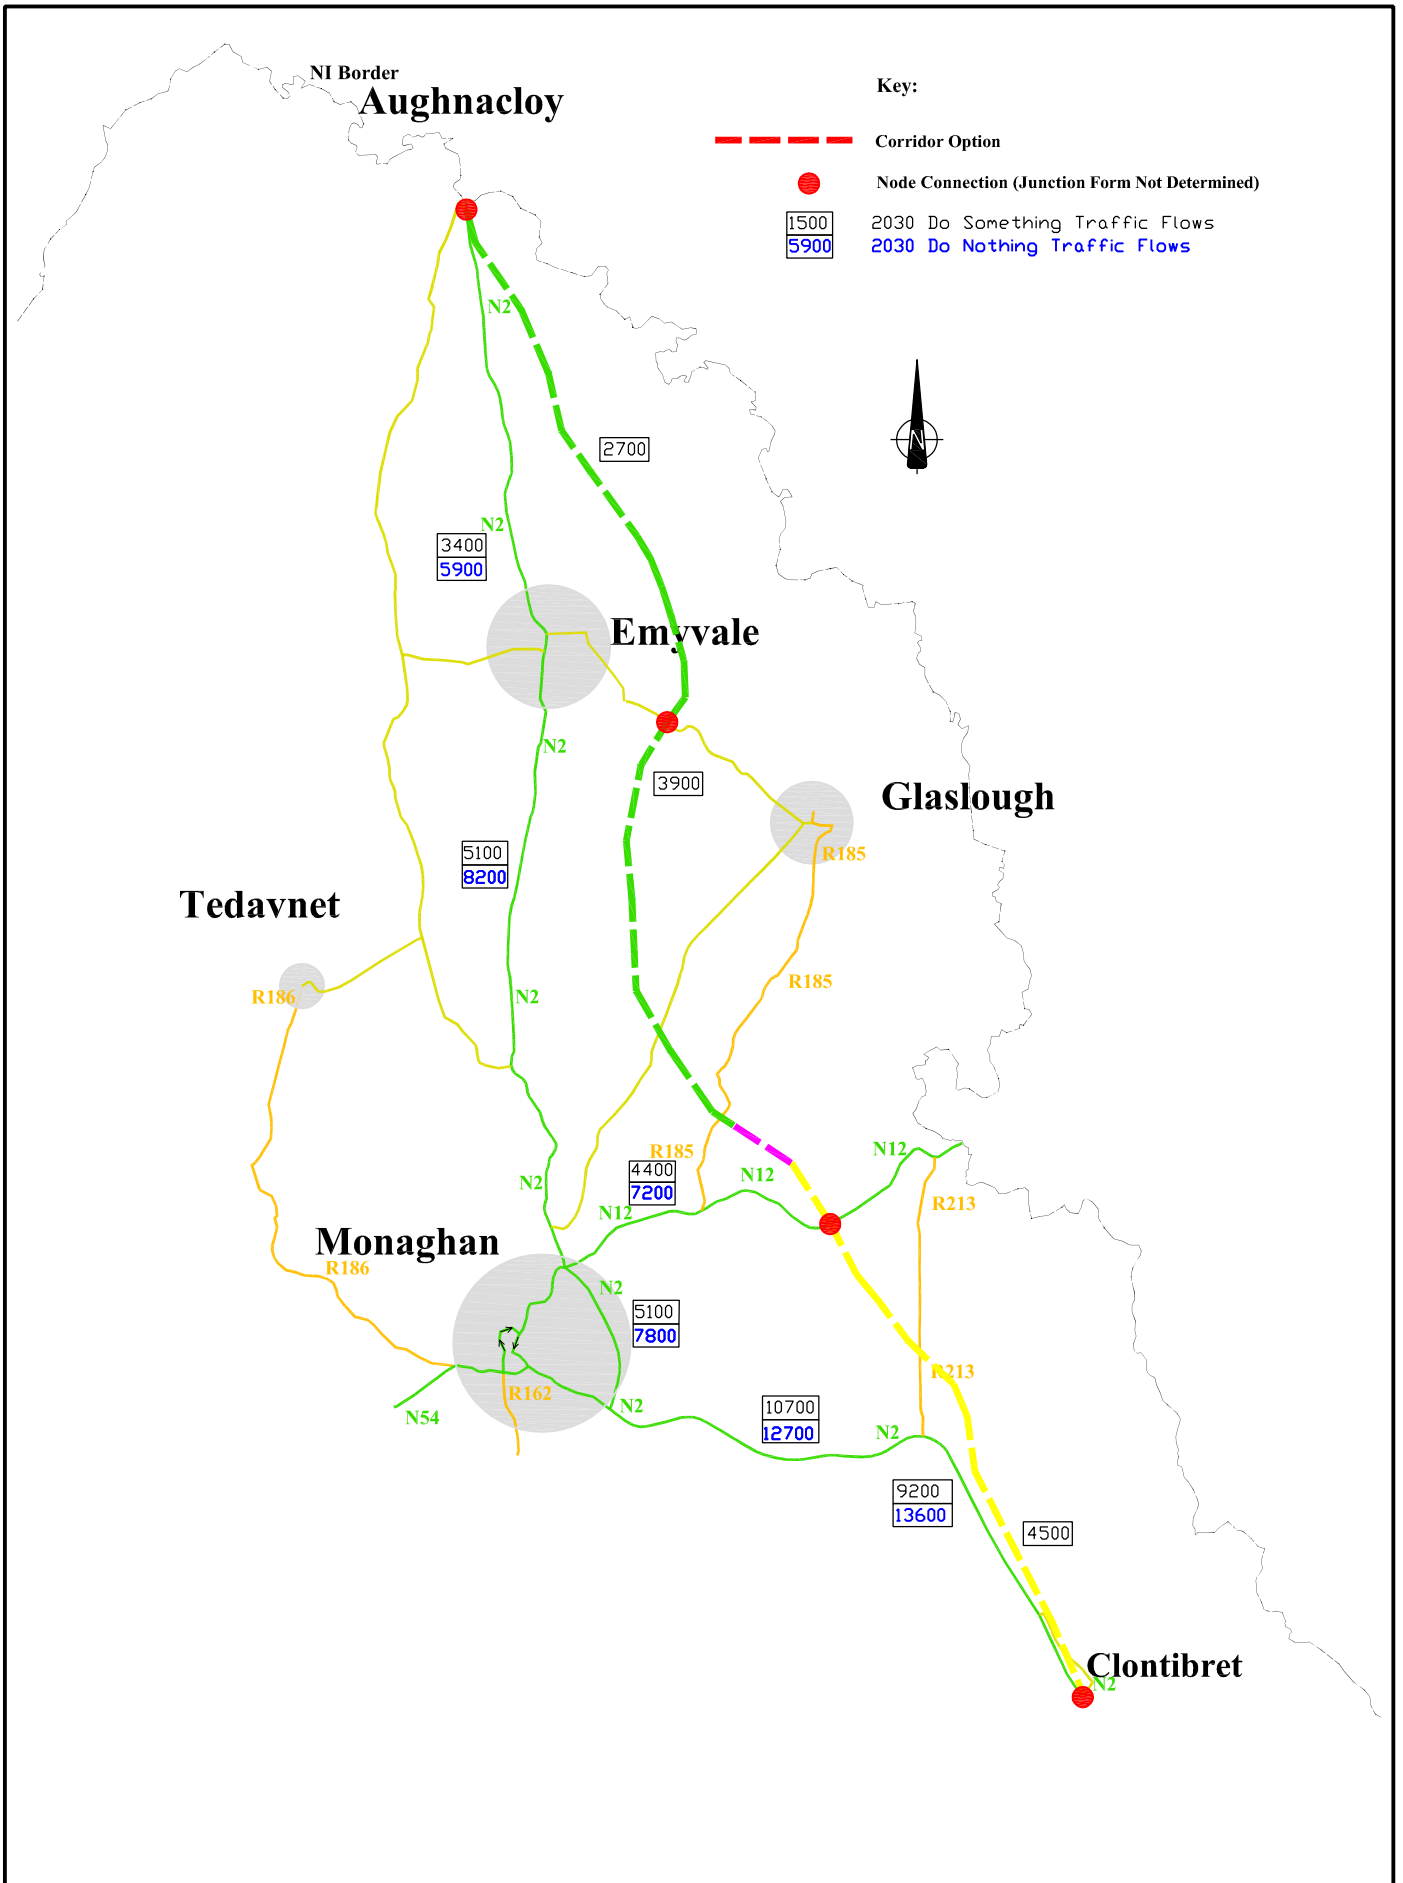 NI Border
Aughnacloy
Key:
Corridor Option
Node Connection (Junction Form Not Determined)
1500
2030 Do Something Traffic Flows
5900
2030 Do Nothing Traffic Flows
N2
N
2700
N2
3400
5900
Emyvale
N2
3900
Glaslough
5100
8200
R185
Tedavnet
R185
R186
N2
R185
N12
4400
7200
N12
N2
R213
N12
Monaghan
R186
N2
5100
7800
R213
R162
N2
N54
10700
12700
N2
9200
13600
4500
Clontibret
N2